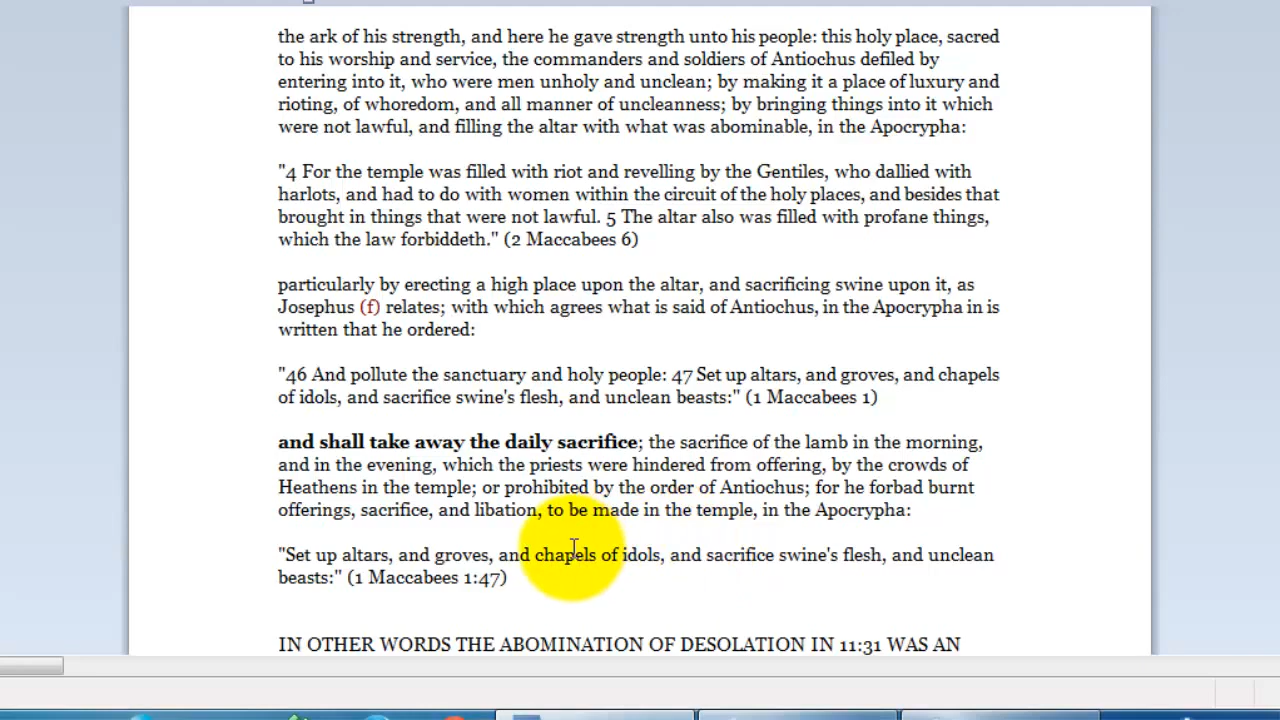 the ark of his strength, and here he gave strength unto his people: this holy place, sacred
to his worship and service, the commanders and soldiers of Antiochus defiled by
entering into it, who were men unholy and unclean; by making it a place of luxury and
rioting, of whoredom, and all manner of uncleanness; by bringing things into it which
were not lawful, and filling the altar with what was abominable, in the Apocrypha:
"4 For the temple was filled with riot and revelling by the Gentiles, who dallied with
harlots, and had to do with women within the circuit of the holy places, and besides that
brought in things that were not lawful. 5 The altar also was filled with profane things,
which the law forbiddeth." (2 Maccabees 6)
particularly by erecting a high place upon the altar, and sacrificing swine upon it, as
Josephus (f) relates; with which agrees what is said of Antiochus, in the Apocrypha in is
written that he ordered:
"46 And pollute the sanctuary and holy people: 47 Set up altars, and groves, and chapels
of idols, and sacrifice swine's flesh, and unclean beasts:" (1 Maccabees 1)
and shall take away the daily sacrifice; the sacrifice of the lamb in the morning,
and in the evening, which the priests were hindered from offering, by the crowds of
Heathens in the temple; or prohibited by the order of Antiochus; for he forbad burnt
offerings, sacrifice, and libation, to be made in the temple, in the Apocrypha:
"Set up altars, and groves, and chapels of idols, and sacrifice swine's flesh, and unclean
beasts:" (1 Maccabees 1:47)
IN OTHER WORDS THE ABOMINATION OF DESOLATION IN 11:31 WAS AN